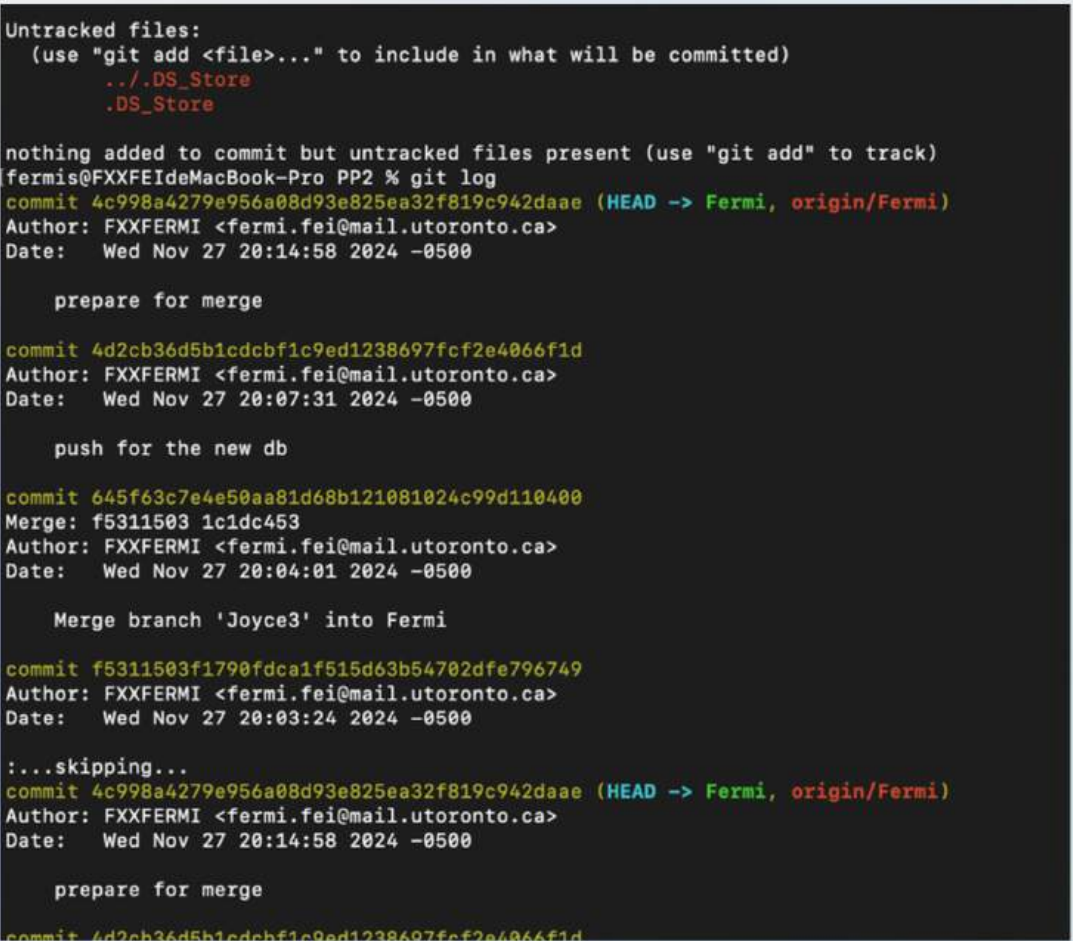 Untracked files:
(use "git add <file>..." to include in what will be committed)
../.DS_Store
.DS_Store
nothing added to commit but untracked files present (use "git add" to track)
[fermis@FXXFEIdeMacBook-Pro PP2 % git log
commit 4c998a4279e956a08d93e825ea32f819c942daae (HEAD -> Fermi, origin/Fermi)
Author: FXXFERMI <fermi.fei@mail.utoronto.ca>
Date:   Wed Nov 27 20:14:58 2024 -0500
prepare for merge
commit 4d2cb36d5b1cdcbf1c9ed1238697fcf2e4066f1d
Author: FXXFERMI <fermi.fei@mail.utoronto.ca>
Date:   Wed Nov 27 20:07:31 2024 -0500
push for the new db
commit 645f63c7e4e50aa81d68b121081024c99d110400
Merge: f5311503 1c1dc453
Author: FXXFERMI <fermi.fei@mail.utoronto.ca>
Date:   Wed Nov 27 20:04:01 2024 -0500
Merge branch 'Joyce3' into Fermi
commit f5311503f1790fdca1f515d63b54702dfe796749
Author: FXXFERMI <fermi.fei@mail.utoronto.ca>
Date:   Wed Nov 27 20:03:24 2024 -0500
:...skipping...
commit 4c998a4279e956a08d93e825ea32f819c942daae (HEAD -> Fermi, origin/Fermi)
Author: FXXFERMI <fermi.fei@mail.utoronto.ca>
Date:   Wed Nov 27 20:14:58 2024 -0500
prepare for merge
commit 4d2cb36d5b1cdcbf1c9ed1238697fcf2e4066f1d